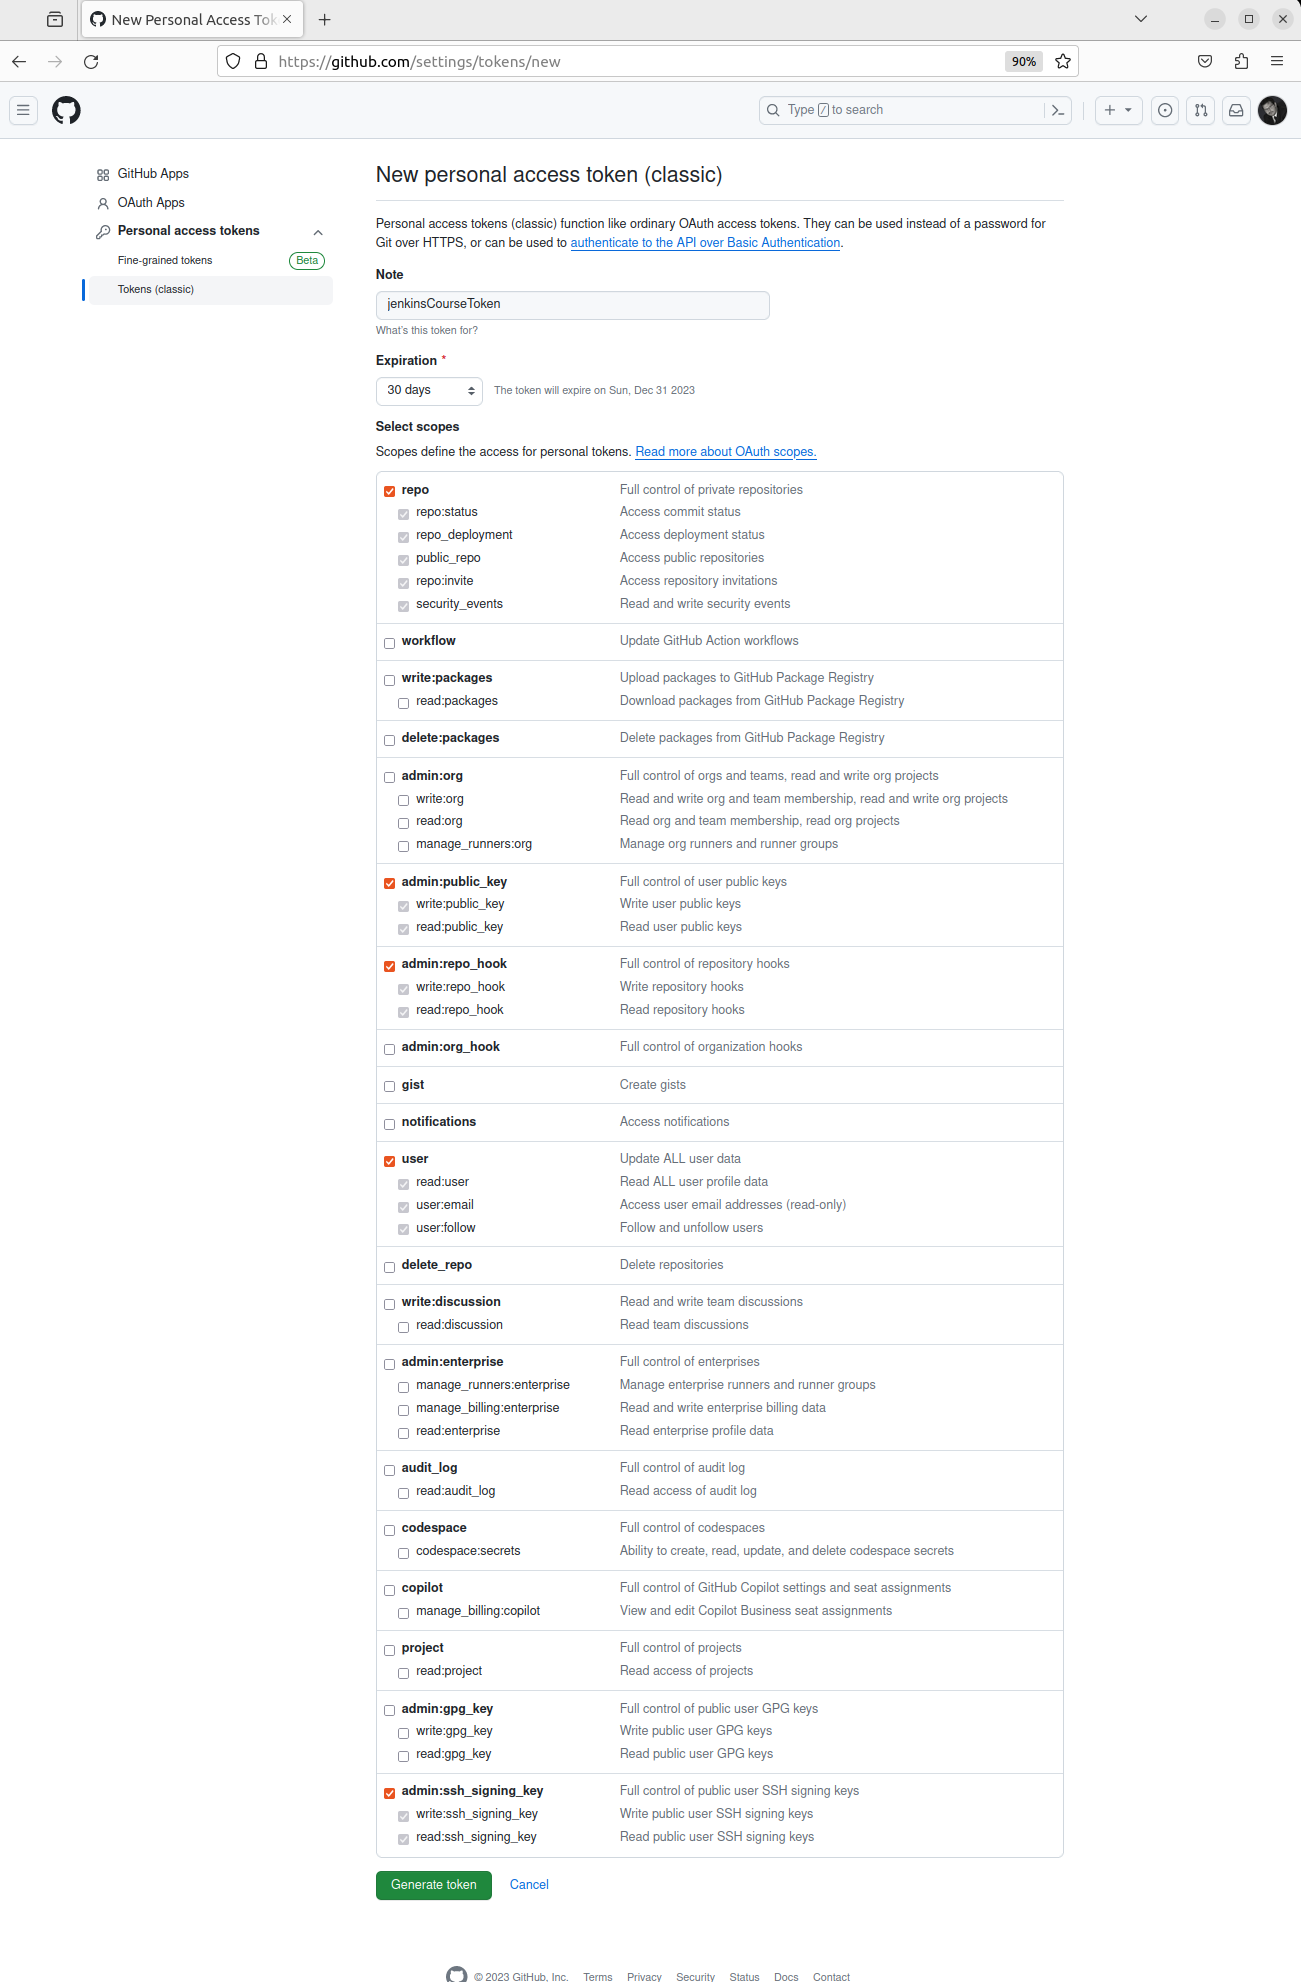 New Personal Access Tok
https://github.com/settings/tokens/new
90%
Type / to search
GitHub Apps
OAuth Apps
Personal access tokens
Fine-grained tokens Beta
Tokens (classic)
New personal access token (classic)
Personal access tokens (classic) function like ordinary OAuth access tokens. They can be used instead of a password for
Git over HTTPS, or can be used to authenticate to the API over Basic Authentication.
Note
jenkinsCourseToken
What's this token for?
Expiration *
30 days The token will expire on Sun, Dec 31 2023
Select scopes
Scopes define the access for personal tokens. Read more about OAuth scopes.
repo Full control of private repositories
repo:status Access commit status
repo_deployment Access deployment status
public_repo Access public repositories
repo:invite Access repository invitations
security_events Read and write security events
workflow Update GitHub Action workflows
write:packages Upload packages to GitHub Package Registry
read:packages Download packages from GitHub Package Registry
delete:packages Delete packages from GitHub Package Registry
admin:org Full control of orgs and teams, read and write org projects
write:org Read and write org and team membership, read and write org projects
read:org Read org and team membership, read org projects
manage_runners:org Manage org runners and runner groups
admin:public_key Full control of user public keys
write:public_key Write user public keys
read:public_key Read user public keys
admin:repo_hook Full control of repository hooks
write:repo_hook Write repository hooks
read:repo_hook Read repository hooks
admin:org_hook Full control of organization hooks
gist Create gists
notifications Access notifications
user Update ALL user data
read:user Read ALL user profile data
user:email Access user email addresses (read-only)
user:follow Follow and unfollow users
delete_repo Delete repositories
write:discussion Read and write team discussions
read:discussion Read team discussions
admin:enterprise Full control of enterprises
manage_runners:enterprise Manage enterprise runners and runner groups
manage_billing:enterprise Read and write enterprise billing data
read:enterprise Read enterprise profile data
audit_log Full control of audit log
read:audit_log Read access of audit log
codespace Full control of codespaces
codespace:secrets Ability to create, read, update, and delete codespace secrets
copilot Full control of GitHub Copilot settings and seat assignments
manage_billing:copilot View and edit Copilot Business seat assignments
project Full control of projects
read:project Read access of projects
admin:gpg_key Full control of public user GPG keys
write:gpg_key Write public user GPG keys
read:gpg_key Read public user GPG keys
admin:ssh_signing_key Full control of public user SSH signing keys
write:ssh_signing_key Write public user SSH signing keys
read:ssh_signing_key Read public user SSH signing keys
Generate token Cancel
© 2023 GitHub, Inc. Terms Privacy Security Status Docs Contact